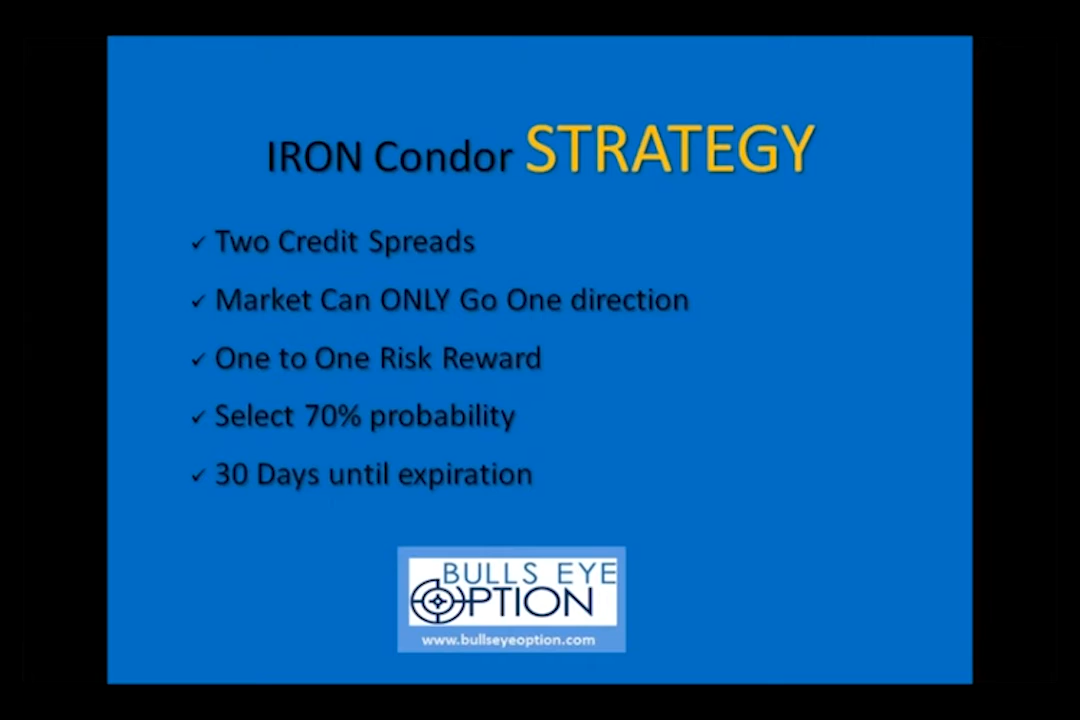 IRON Condor STRATEGY
✓ Two Credit Spreads
✓ Market Can ONLY Go One direction
✓ One to One Risk Reward
✓ Select 70% probability
✓ 30 Days until expiration
BULLS EYE
OPTION
www.bullseyeoption.com